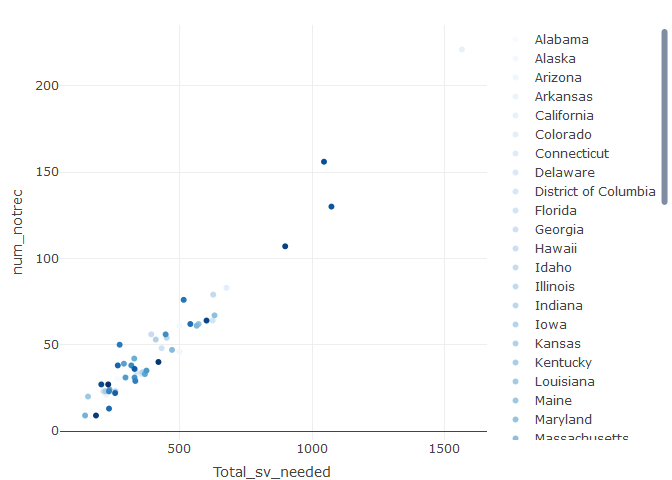 num_notrec
200
150
100
50
0
500
1000
1500
Total_sv_needed
Alabama
Alaska
Arizona
Arkansas
California
Colorado
Connecticut
Delaware
District of Columbia
Florida
Georgia
Hawaii
Idaho
Illinois
Indiana
Iowa
Kansas
Kentucky
Louisiana
Maine
Maryland
Massachusetts